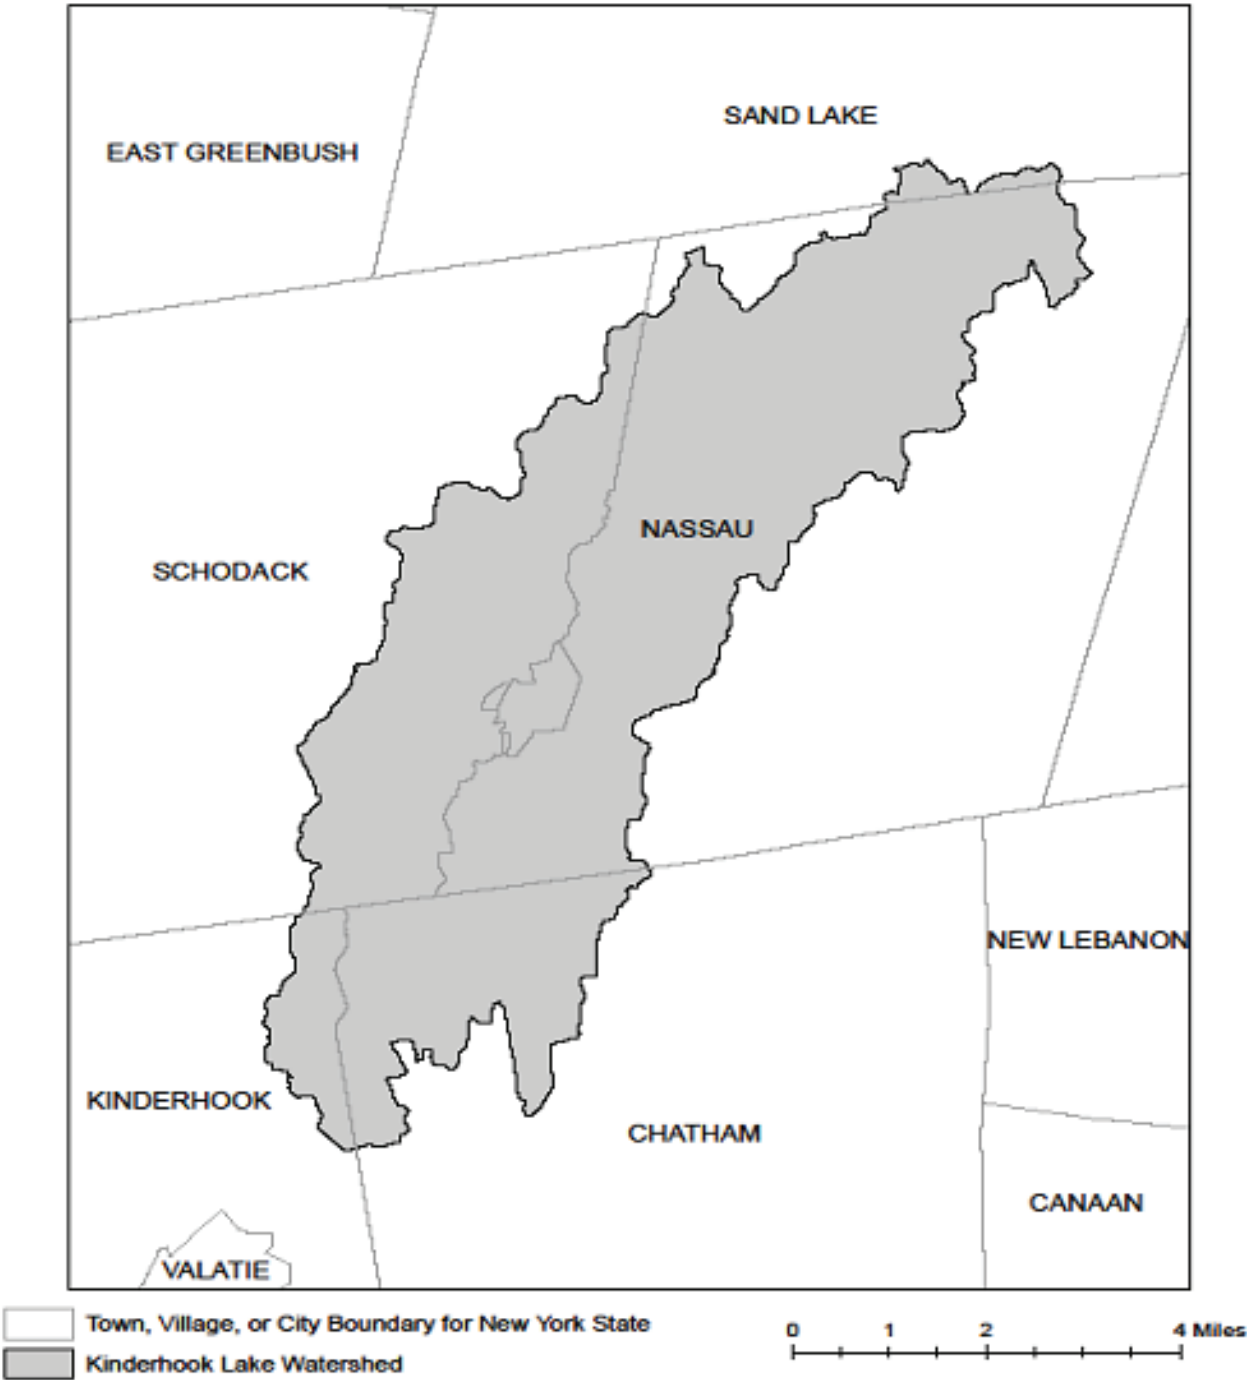 SAND LAKE
EAST GREENBUSH
NASSAU
SCHODACK
NEW LEBANON
KINDERHOOK
CHATHAM
CANAAN
VALATIE
Town, Village, or City Boundary for New York State
Kinderhook Lake Watershed
0 1 2 4 Miles